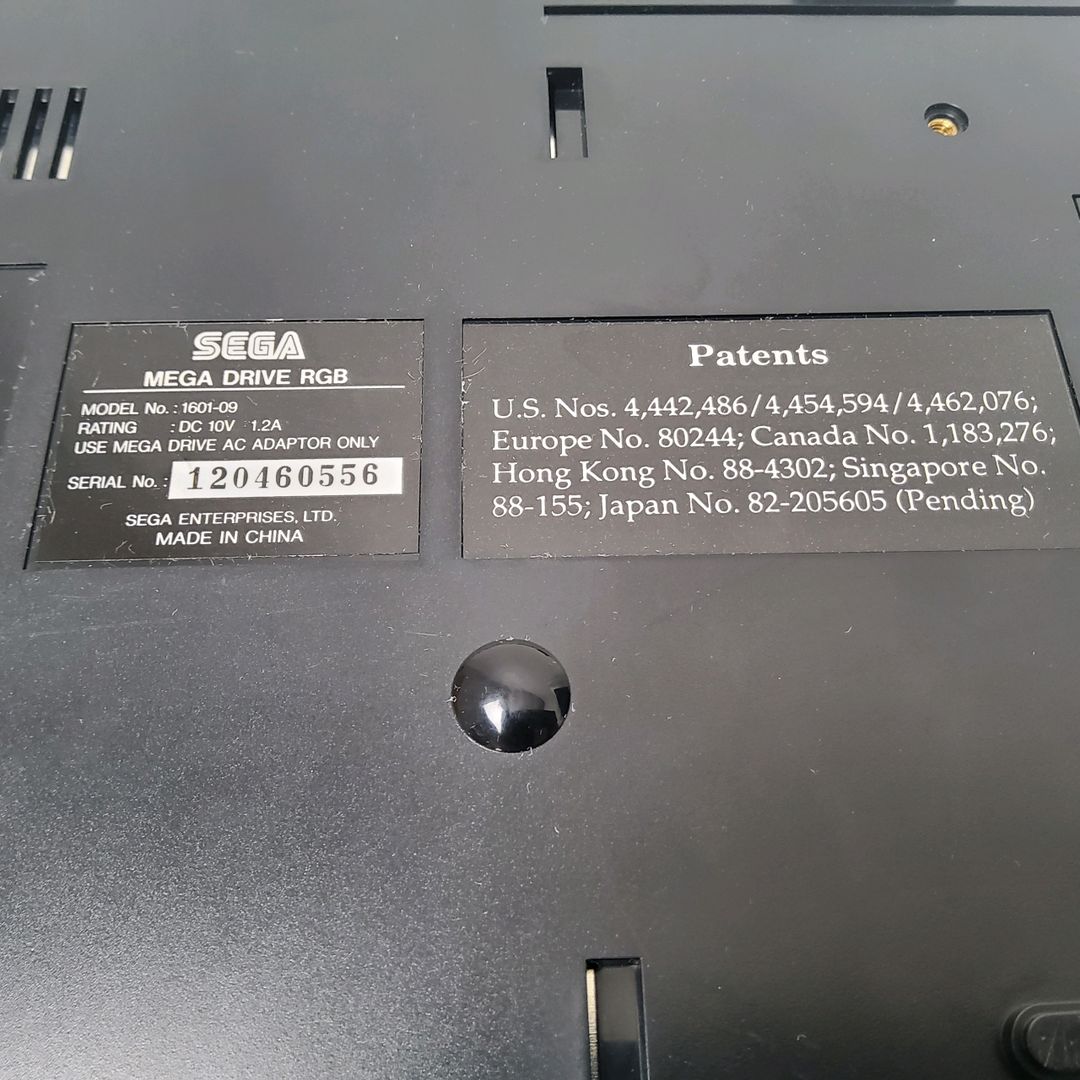 SEGA
MEGA DRIVE RGB
MODEL No. : 1601-09
RATING : DC 10V 1.2A
USE MEGA DRIVE AC ADAPTOR ONLY
SERIAL No. : 120460556
SEGA ENTERPRISES, LTD.
MADE IN CHINA
Patents
U.S. Nos. 4,442,486/4,454,594/4,462,076;
Europe No. 80244; Canada No. 1,183,276;
Hong Kong No. 88-4302; Singapore No.
88-155; Japan No. 82-205605 (Pending)